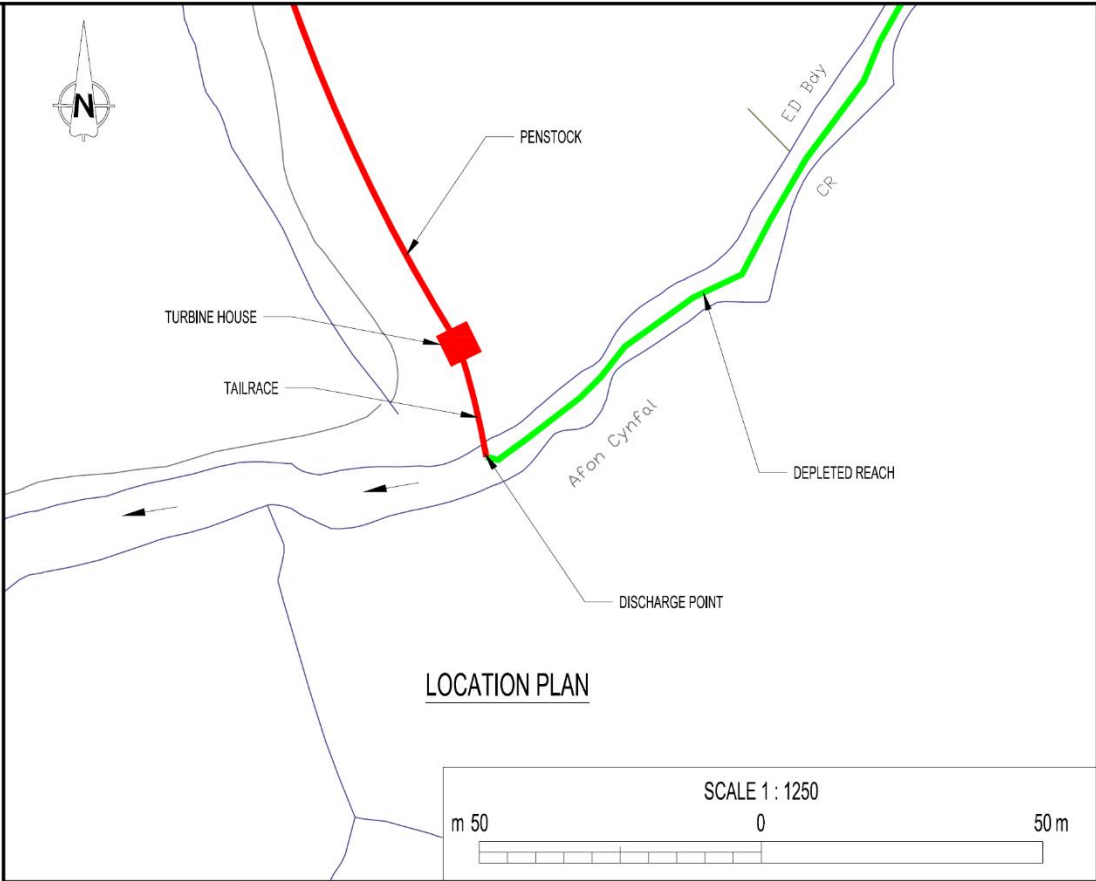 N
ED Bdy
PENSTOCK
CR
TURBINE HOUSE
TAILRACE
Afon Cynfal
DEPLETED REACH
DISCHARGE POINT
LOCATION PLAN
SCALE 1 : 1250
m 50 0 50 m